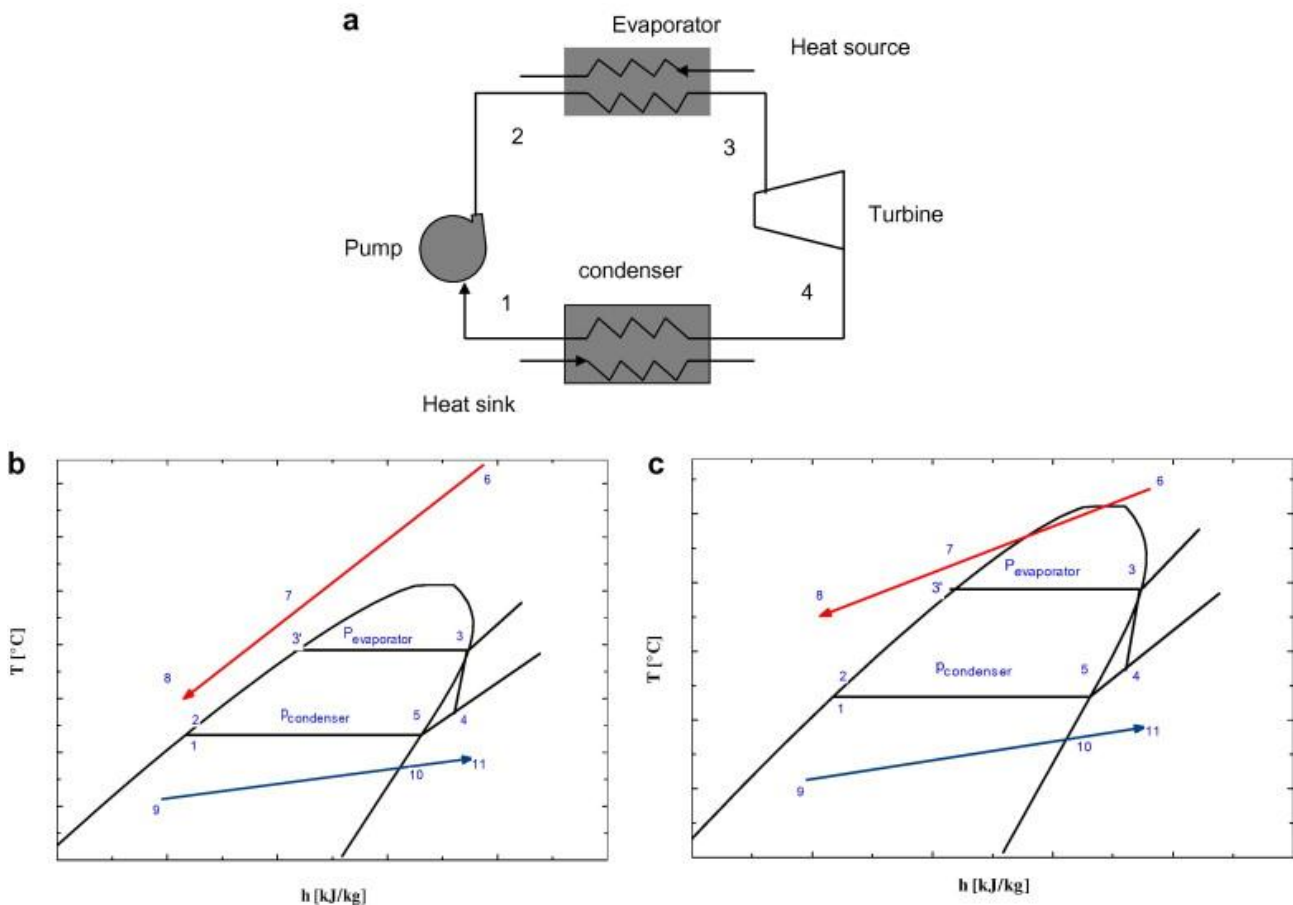 a
Evaporator
Heat source
2
3
Turbine
Pump
condenser
1
4
Heat sink
b
6
7
3'
Pevaporator
3
8
2
pcondenser
5
4
1
10
11
9
T [°C]
h [kJ/kg]
c
6
7
Pevaporator
3
8
3'
2
pcondenser
5
4
1
11
10
9
T [°C]
h [kJ/kg]